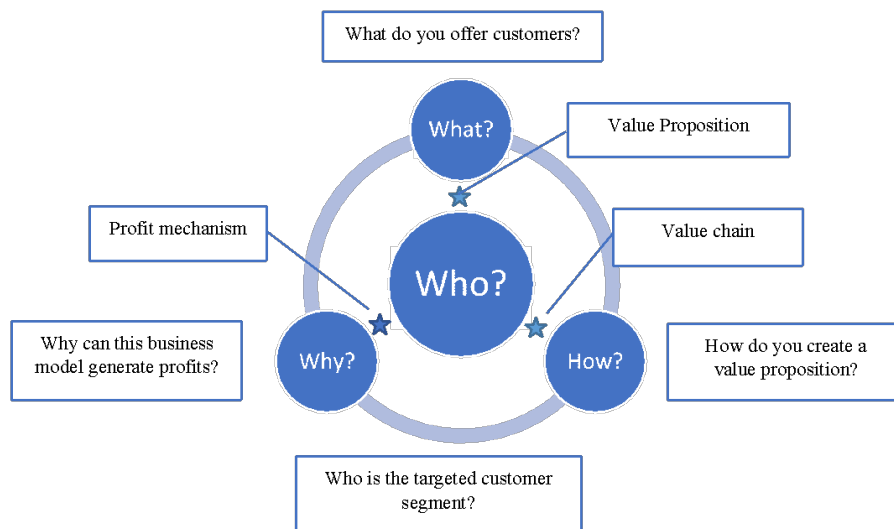 What do you offer customers?
What?
Value Proposition
Profit mechanism
Value chain
Who?
Why can this business
model generate profits?
Why?
How?
How do you create a
value proposition?
Who is the targeted customer
segment?